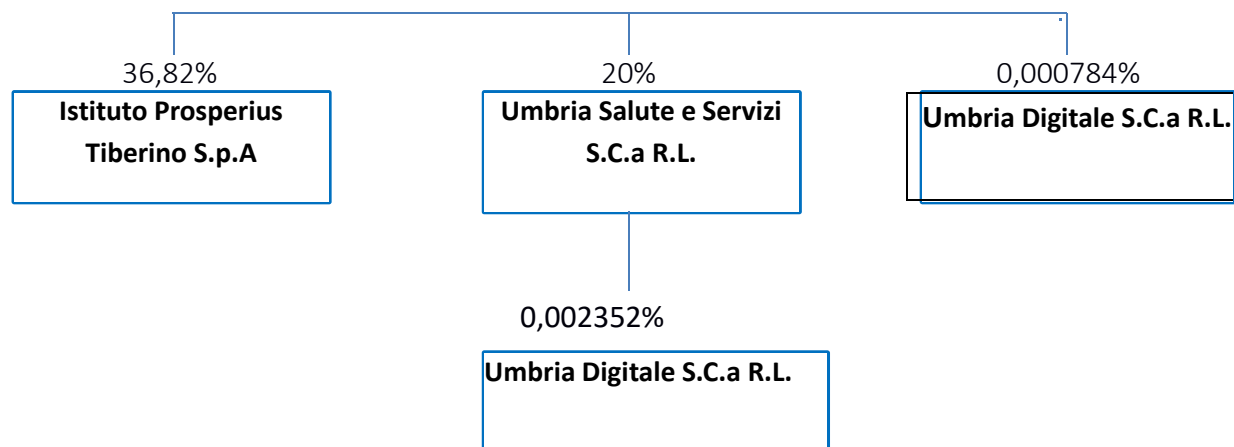 36,82%
Istituto Prosperius
Tiberino S.p.A
20%
Umbria Salute e Servizi
S.C.a R.L.
0,000784%
Umbria Digitale S.C.a R.L.
0,002352%
Umbria Digitale S.C.a R.L.